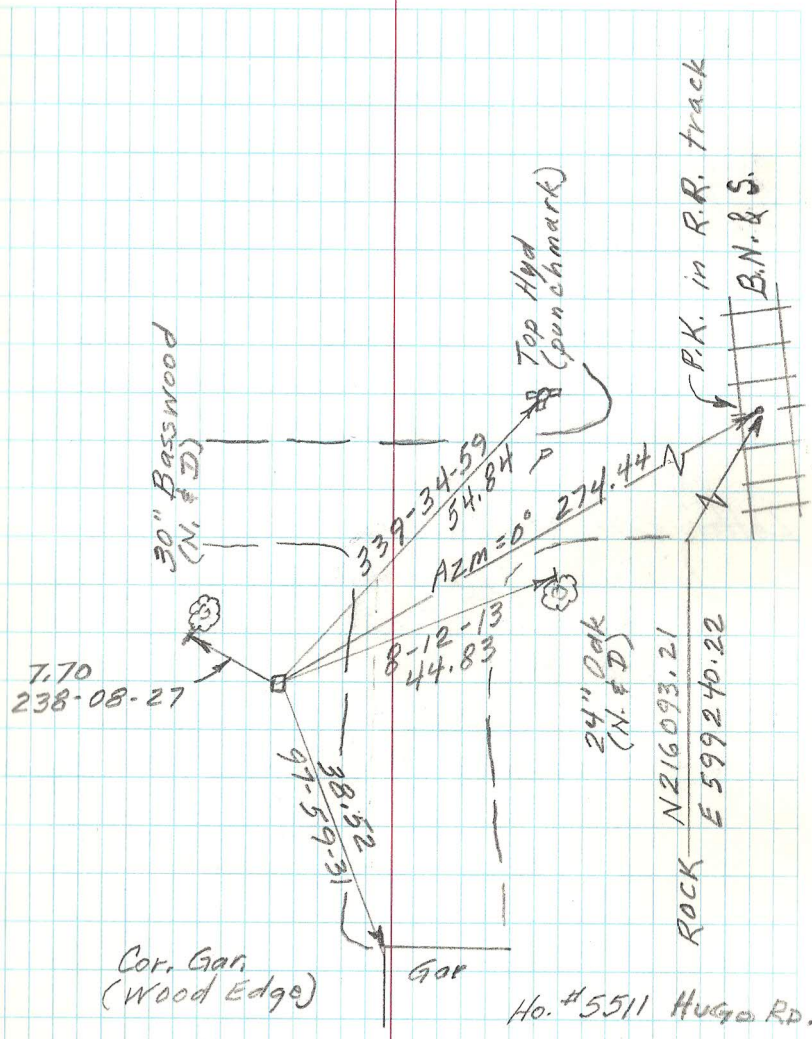 30" Basswood
(N. & D)
Top Hyd
(punchmark)
P.K. in R.R. track
B.N. & S.
339-34-59
54.84
Azm=0° 274.44
8-12-13
44.83
7.70
238-08-27
38.52
97-59-31
24" Oak
(N. & D)
ROCK N216093.21
E 599240.22
Cor. Gar.
(Wood Edge)
Gar
Ho. #5511 Hugo RD.